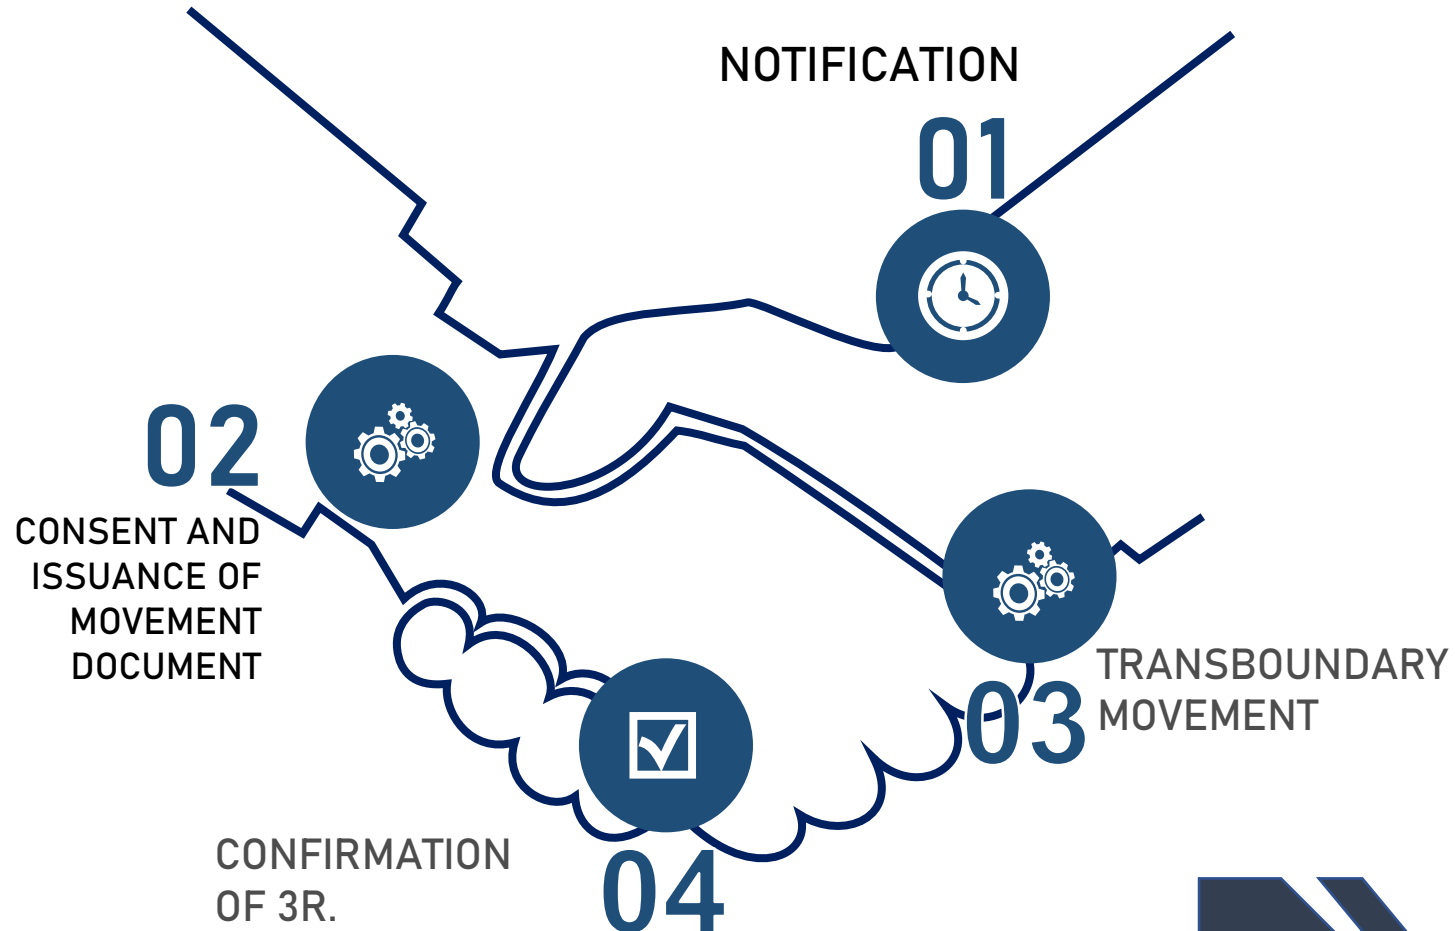 NOTIFICATION
01
02
CONSENT AND
ISSUANCE OF
MOVEMENT
DOCUMENT
03
TRANSBOUNDARY
MOVEMENT
CONFIRMATION
OF 3R.
04